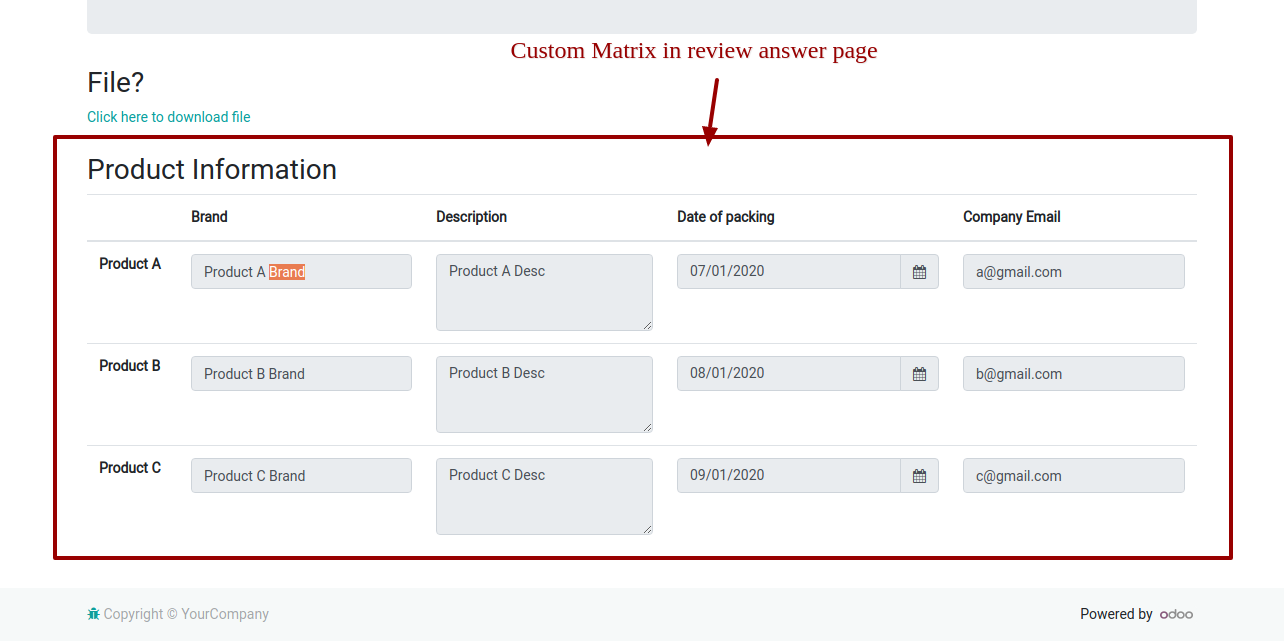 Custom Matrix in review answer page
File?
Click here to download file
Product Information
Brand Description Date of packing Company Email
Product A Product A Brand Product A Desc 07/01/2020 a@gmail.com
Product B Product B Brand Product B Desc 08/01/2020 b@gmail.com
Product C Product C Brand Product C Desc 09/01/2020 c@gmail.com
Copyright © YourCompany Powered by odoo